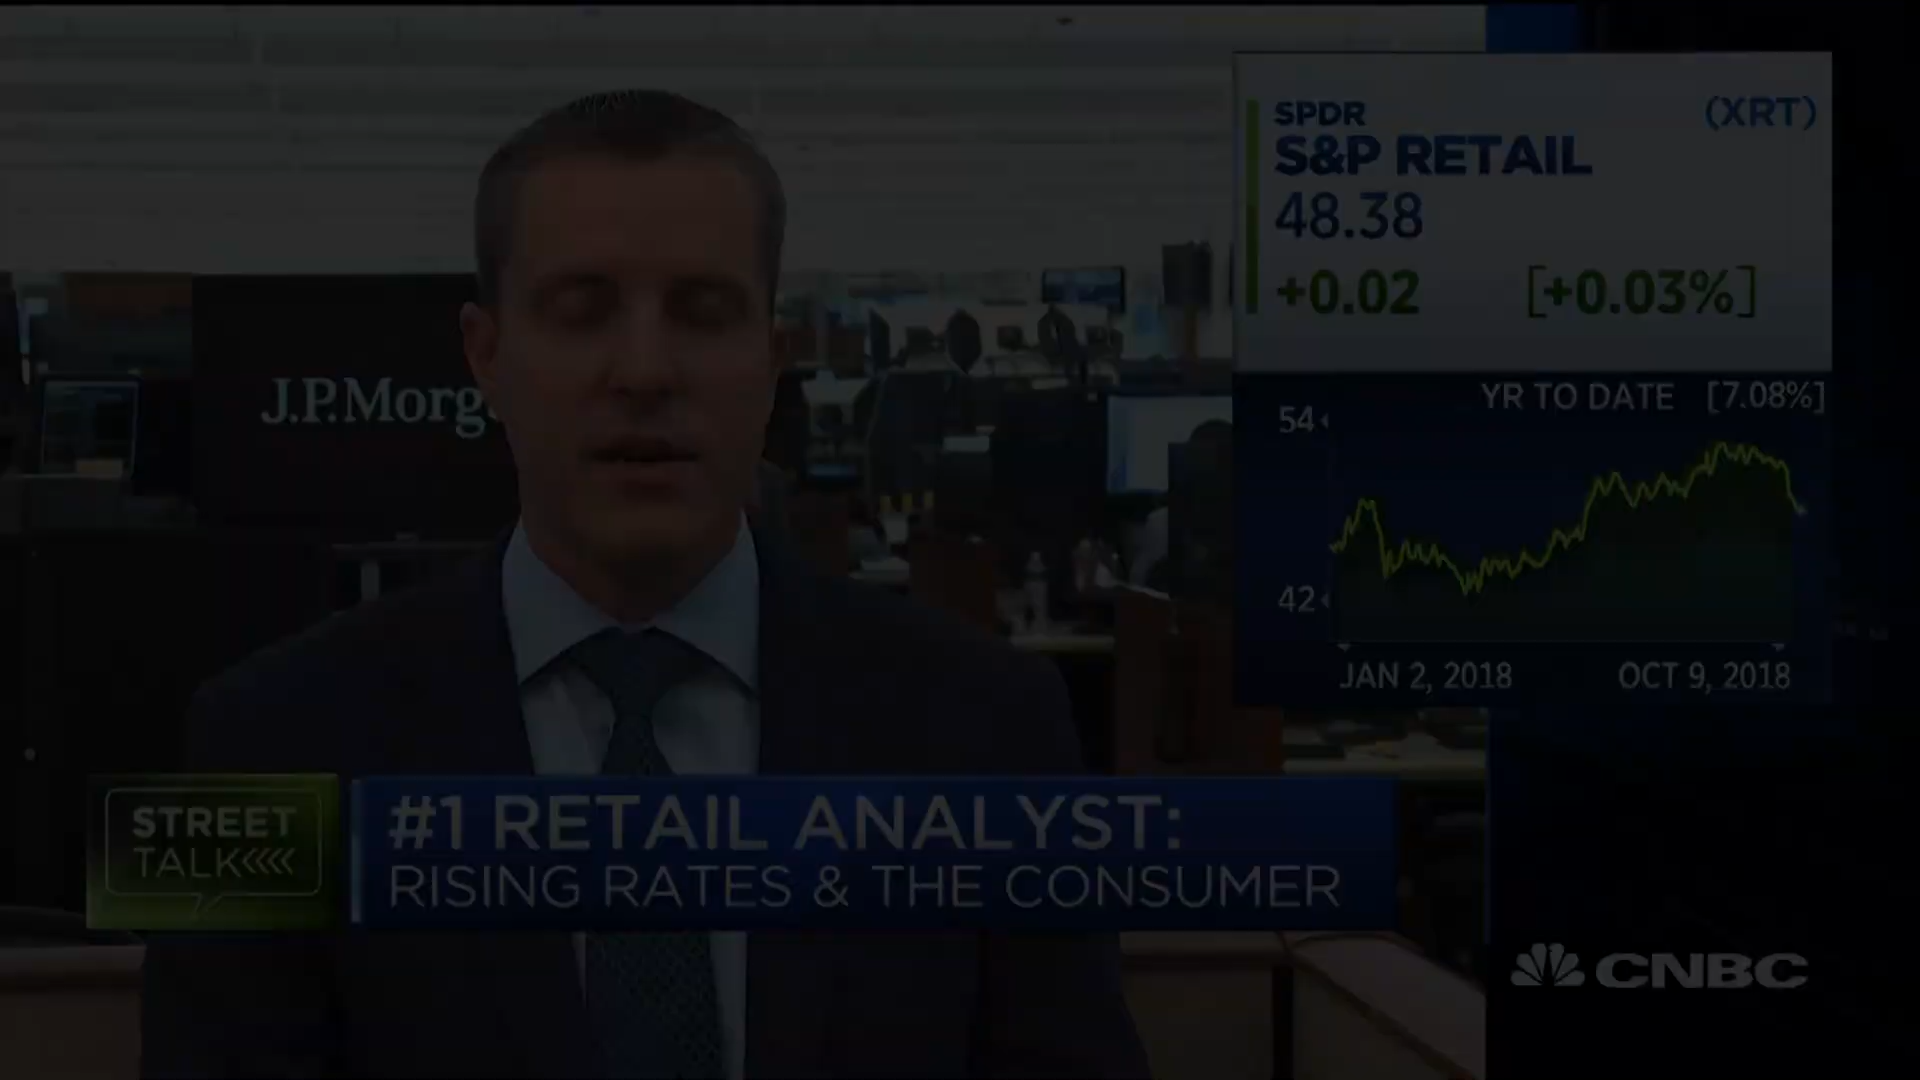 SPDR (XRT)
S&P RETAIL
48.38
+0.02 [+0.03%]
YR TO DATE [7.08%]
54
42
JAN 2, 2018 OCT 9, 2018
J.P.Morg
STREET
TALK
#1 RETAIL ANALYST:
RISING RATES & THE CONSUMER
CNBC